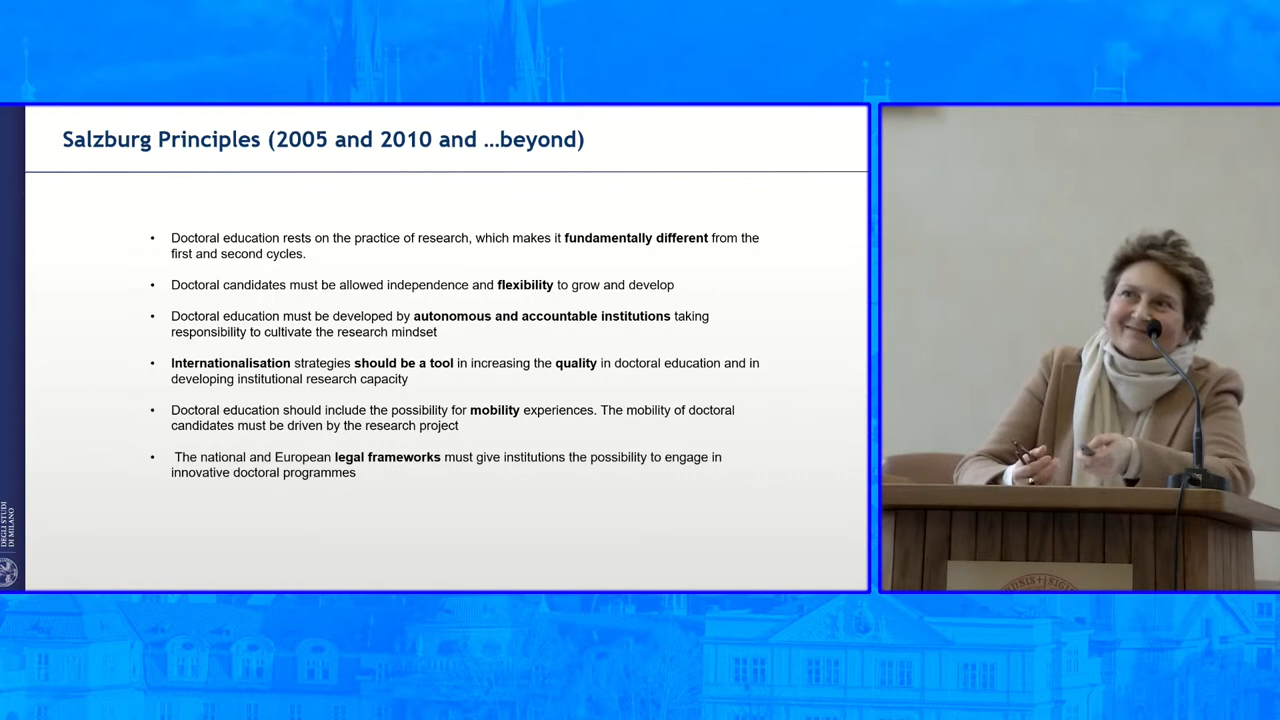 Salzburg Principles (2005 and 2010 and ...beyond)
• Doctoral education rests on the practice of research, which makes it fundamentally different from the
first and second cycles.
• Doctoral candidates must be allowed independence and flexibility to grow and develop
• Doctoral education must be developed by autonomous and accountable institutions taking
responsibility to cultivate the research mindset
• Internationalisation strategies should be a tool in increasing the quality in doctoral education and in
developing institutional research capacity
• Doctoral education should include the possibility for mobility experiences. The mobility of doctoral
candidates must be driven by the research project
• The national and European legal frameworks must give institutions the possibility to engage in
innovative doctoral programmes
DEGLI STUDI
DI MILANO